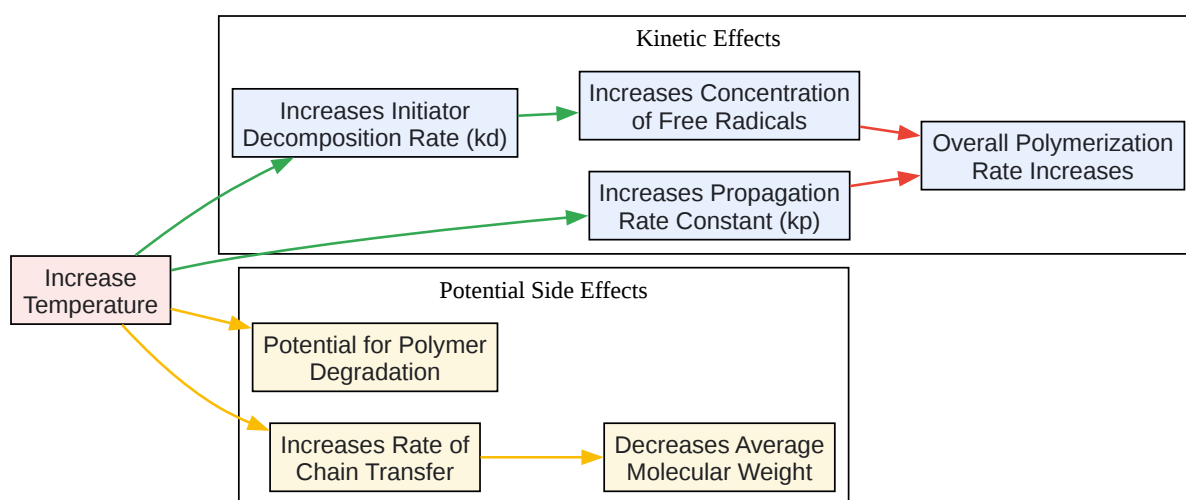 Kinetic Effects
Increases Initiator
Decomposition Rate (kd)
Increases Concentration
of Free Radicals
Overall Polymerization
Rate Increases
Increases Propagation
Rate Constant (kp)
Increase
Temperature
Potential Side Effects
Potential for Polymer
Degradation
Increases Rate of
Chain Transfer
Decreases Average
Molecular Weight